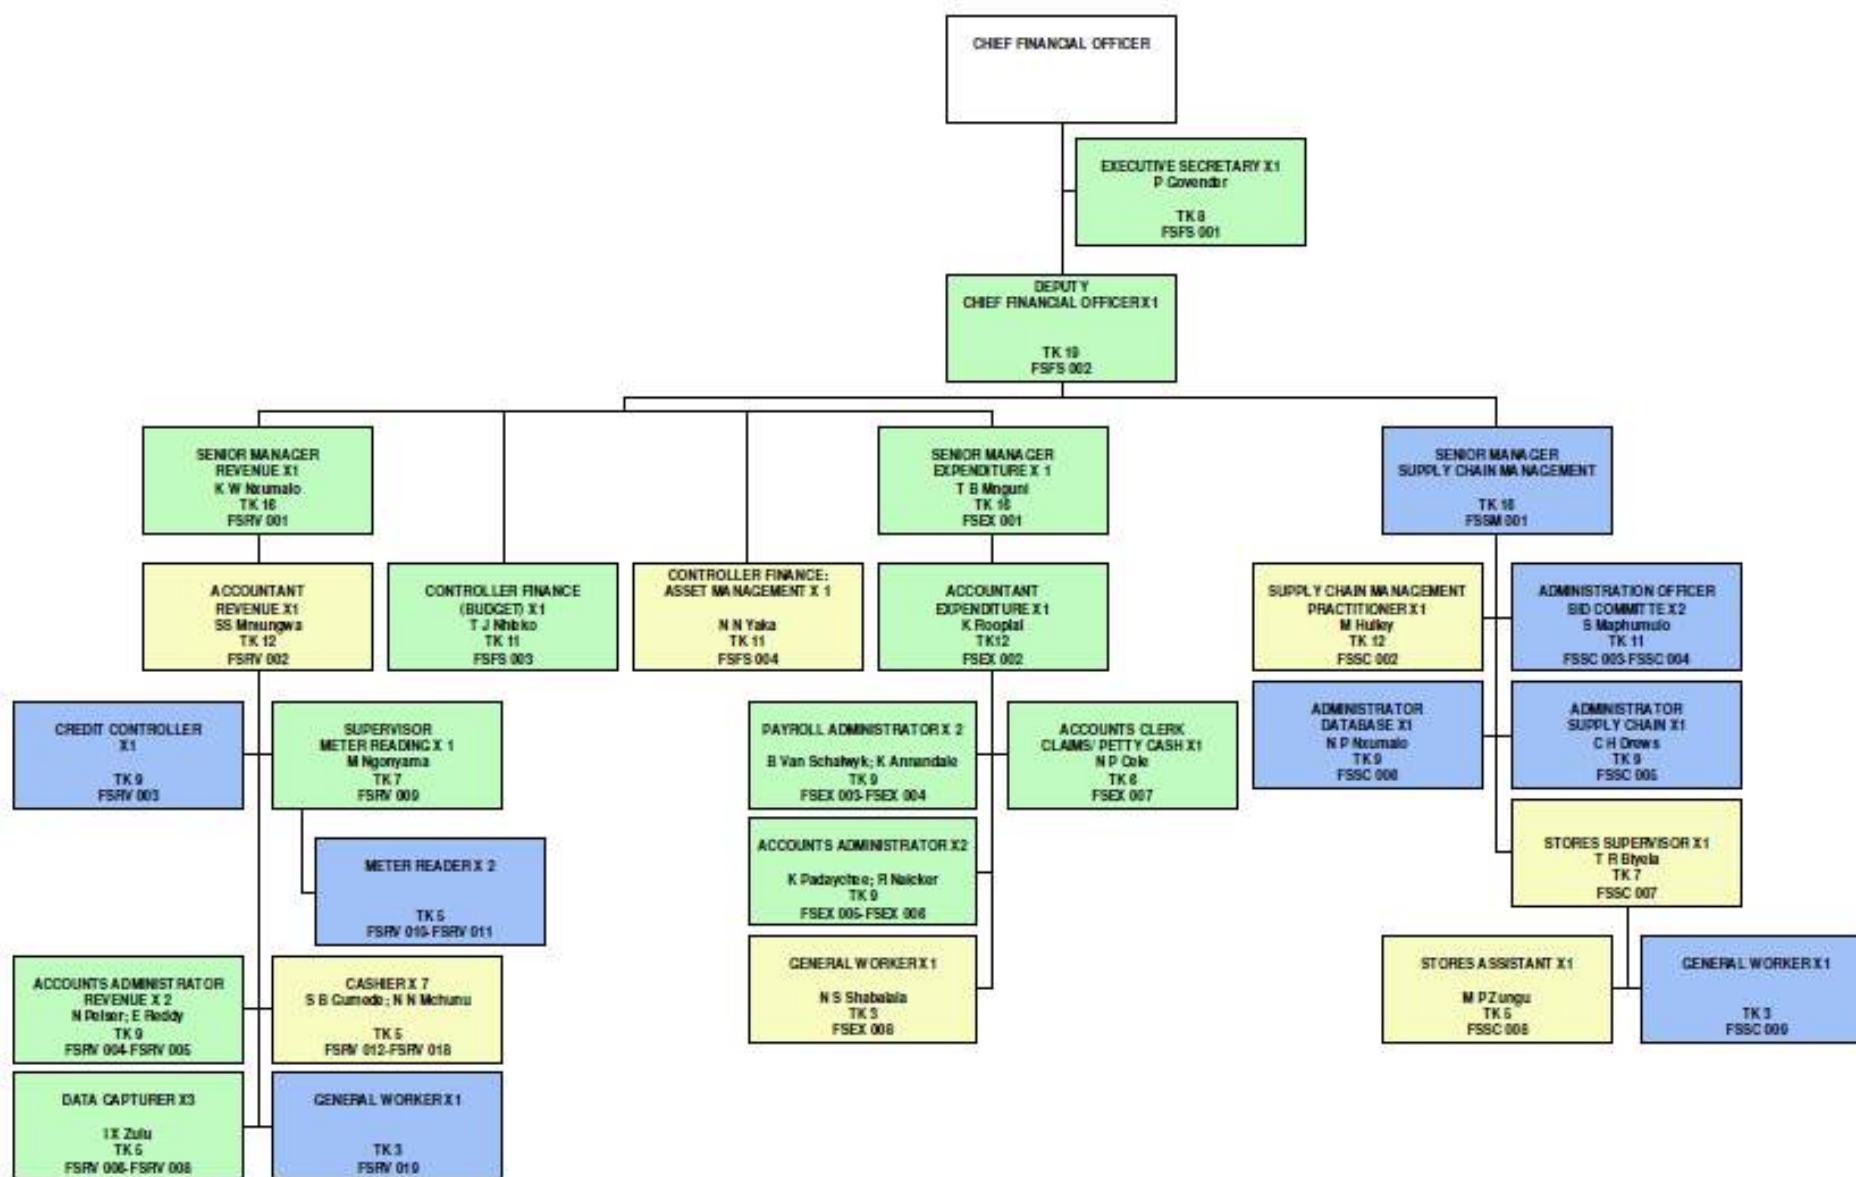 CHIEF FINANCIAL OFFICER
EXECUTIVE SECRETARY X1
P Govender
TK 8
FSFS 001
DEPUTY
CHIEF FINANCIAL OFFICER X1
TK 19
FSFS 002
SENIOR MANAGER
REVENUE X1
K W Nxumalo
TK 16
FSRV 001
SENIOR MANAGER
EXPENDITURE X 1
T B Mnguni
TK 16
FSEX 001
SENIOR MANAGER
SUPPLY CHAIN MANAGEMENT
TK 16
FSSM 001
ACCOUNTANT
REVENUE X1
SS
TK 12
FSRV 002
CONTROLLER FINANCE
(BUDGET) X1
T J
TK 11
FSFS 003
CONTROLLER FINANCE:
ASSET MANAGEMENT X 1
N N Yaka
TK 11
FSFS 004
ACCOUNTANT
EXPENDITURE X1
K Rooplal
TK12
FSEX 002
SUPPLY CHAIN MANAGEMENT
PRACTITIONER X1
M Hulley
TK 12
FSSC 002
ADMINISTRATION OFFICER
BID COMMITTE X2
S Maphumulo
TK 11
FSSC 003-FSSC 004
ADMINISTRATOR
DATABASE X1
N P Nxumalo
TK 9
FSSC 006
ADMINISTRATOR
SUPPLY CHAIN X1
C H Drews
TK 9
FSSC 005
CREDIT CONTROLLER
X1
TK 9
FSRV 003
SUPERVISOR
METER READING X 1
M Ngonyama
TK 7
FSRV 009
PAYROLL ADMINISTRATOR X 2
B Van Schalwyk; K Annandale
TK 9
FSEX 003-FSEX 004
ACCOUNTS CLERK
CLAIMS/ PETTY CASH X1
N P Cele
TK 6
FSEX 007
METER READER X 2
TK 5
FSRV 010-FSRV 011
ACCOUNTS ADMINISTRATOR X2
K Padaychee; R Naicker
TK 9
FSEX 005-FSEX 006
STORES SUPERVISOR X1
T R Biyela
TK 7
FSSC 007
ACCOUNTS ADMINISTRATOR
REVENUE X 2
N Pelser; E Reddy
TK 9
FSRV 004-FSRV 005
CASHIER X 7
S B Gumede; N N Mchunu
TK 5
FSRV 012-FSRV 018
GENERAL WORKER X 1
N S Shabalala
TK 3
FSEX 008
STORES ASSISTANT X1
M P Zungu
TK 5
FSSC 008
GENERAL WORKER X1
TK 3
FSSC 009
DATA CAPTURER X3
I X Zulu
TK 5
FSRV 006-FSRV 008
GENERAL WORKER X1
TK 3
FSRV 019